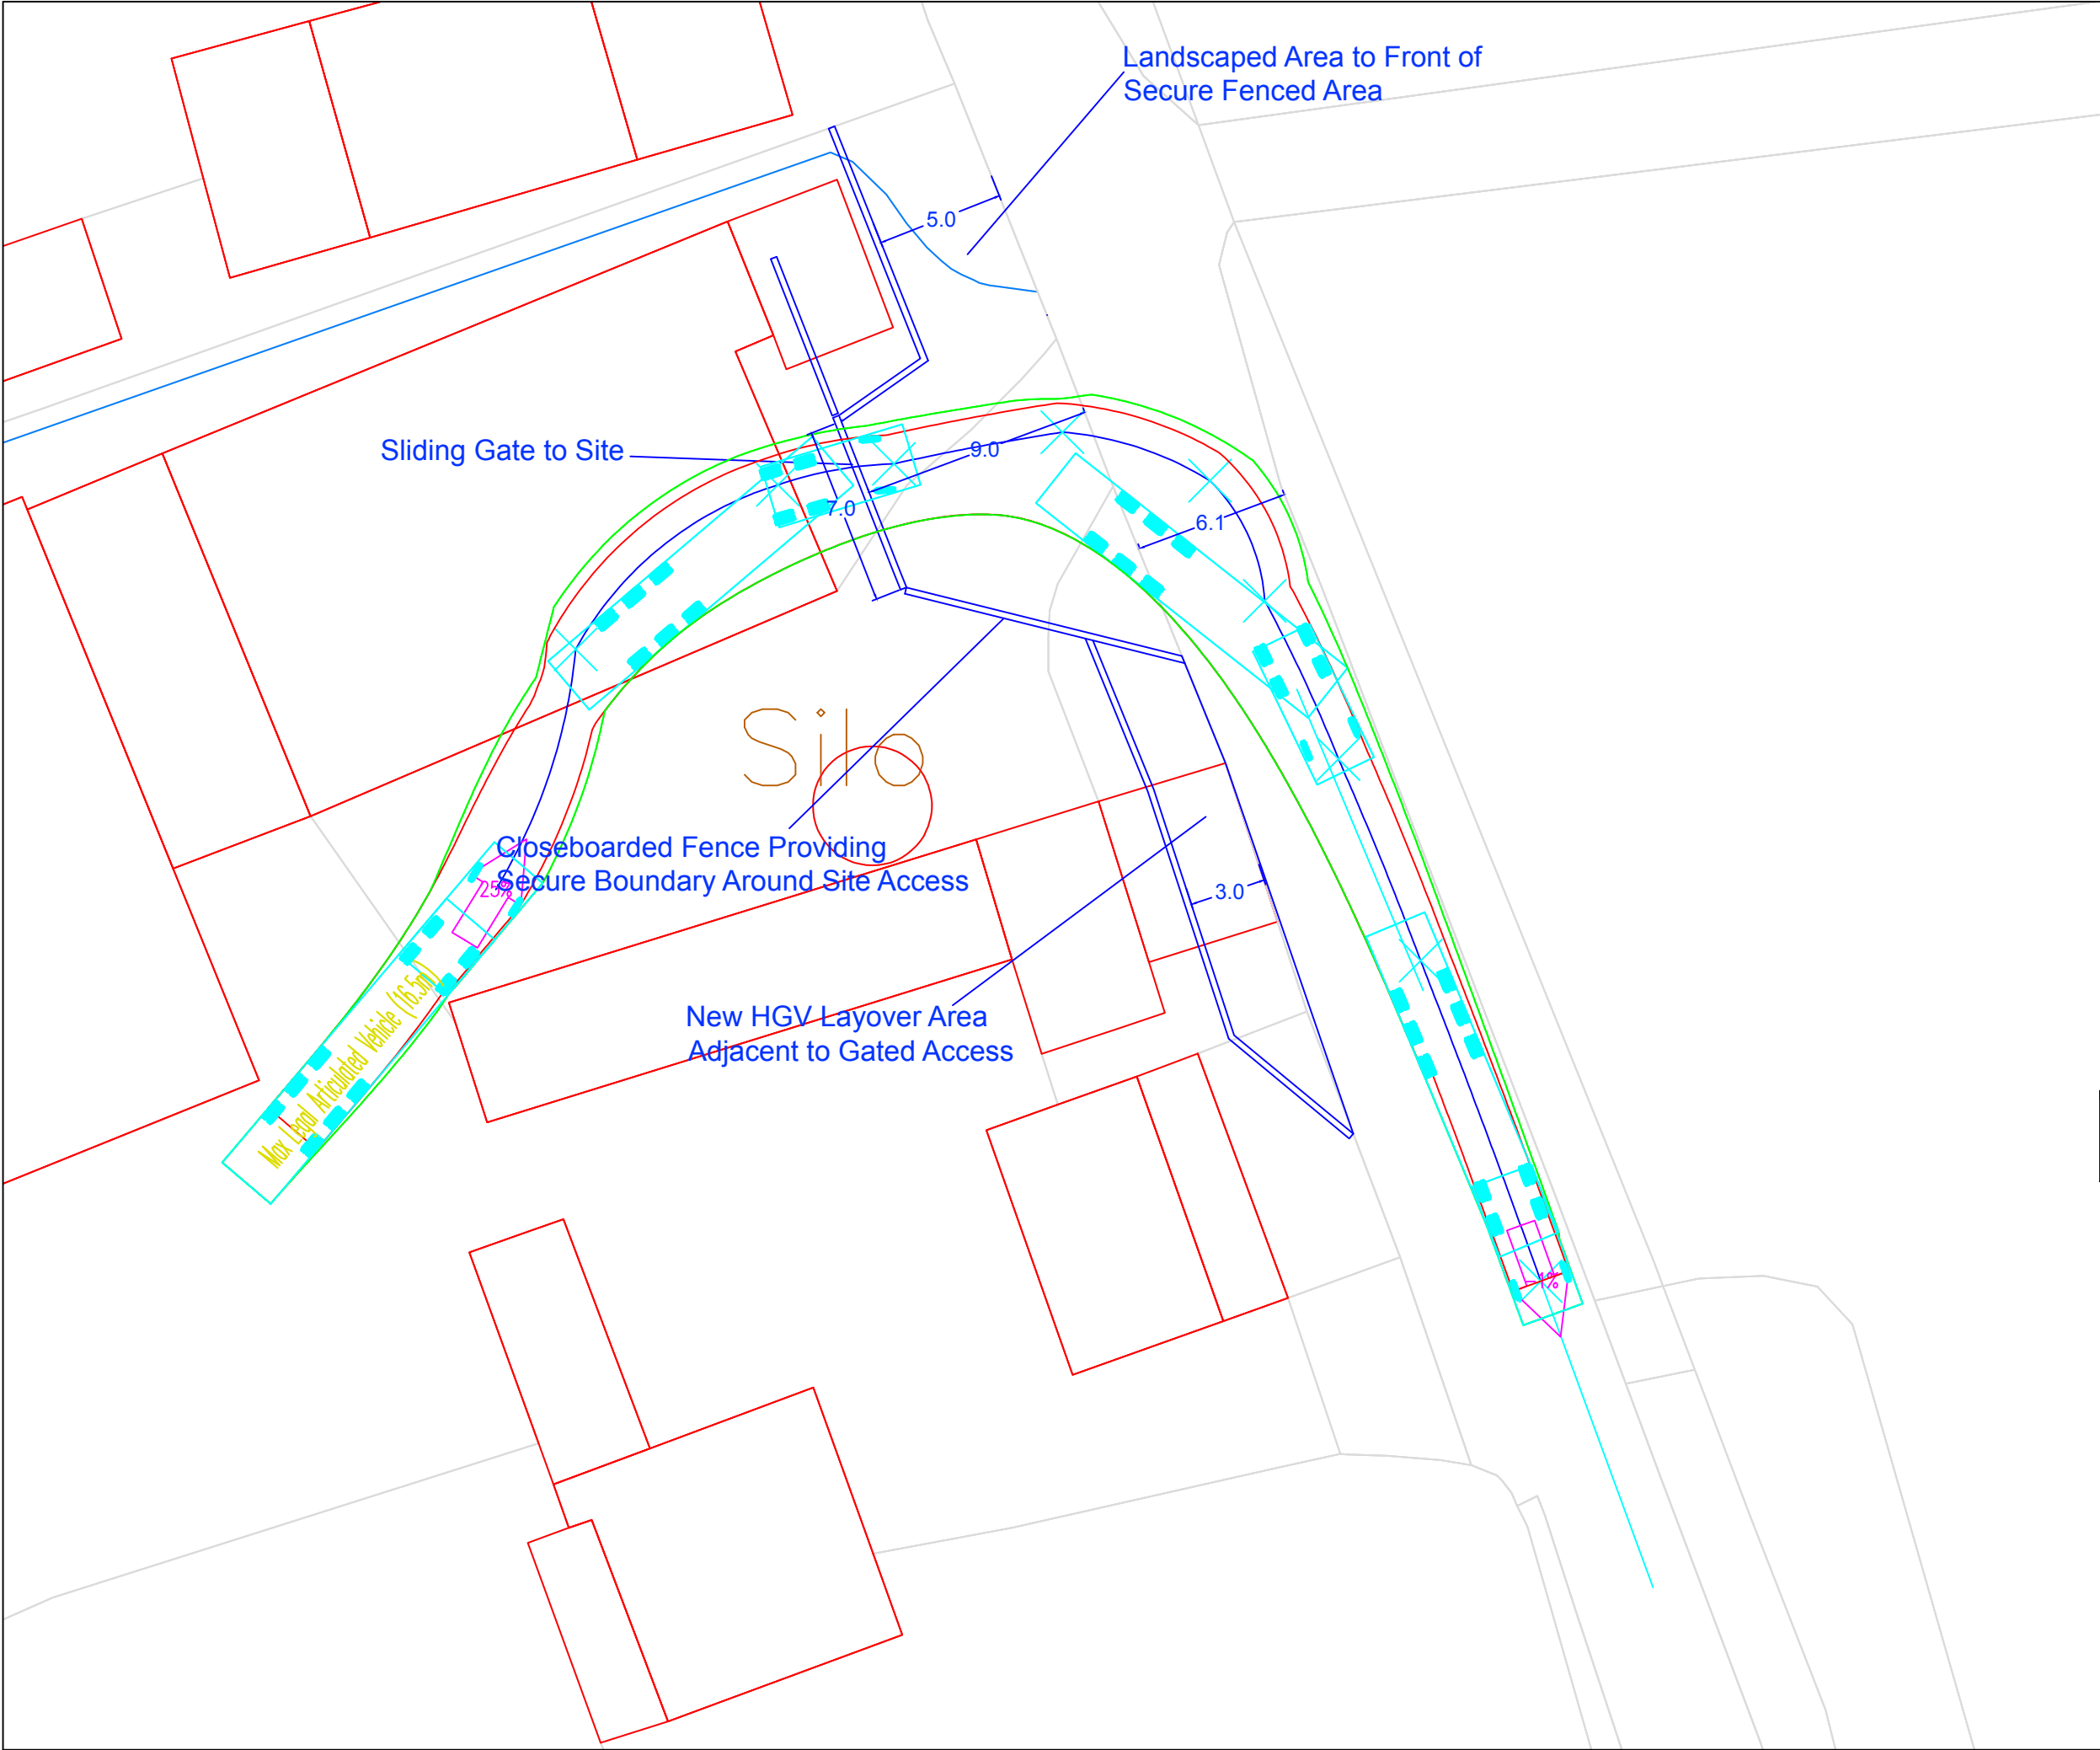 Landscaped Area to Front of
Secure Fenced Area
5.0
Sliding Gate to Site
9.0
7.0
6.1
Silo
Closeboarded Fence Providing
Secure Boundary Around Site Access
25%
3.0
Max Legal Articulated Vehicle (16.5m)
New HGV Layover Area
Adjacent to Gated Access